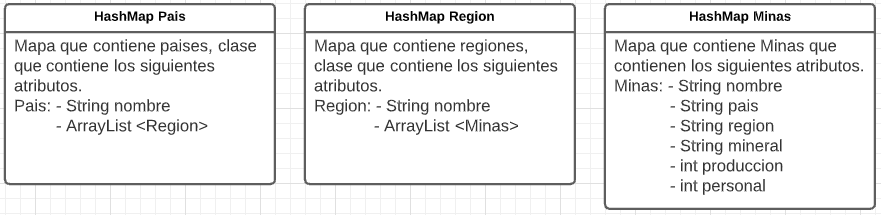 HashMap Pais
Mapa que contiene paises, clase
que contiene los siguientes
atributos.
Pais: - String nombre
- ArrayList <Region>
HashMap Region
Mapa que contiene regiones,
clase que contiene los siguientes
atributos.
Region: - String nombre
- ArrayList <Minas>
HashMap Minas
Mapa que contiene Minas que
contienen los siguientes atributos.
Minas: - String nombre
- String pais
- String region
- String mineral
- int produccion
- int personal